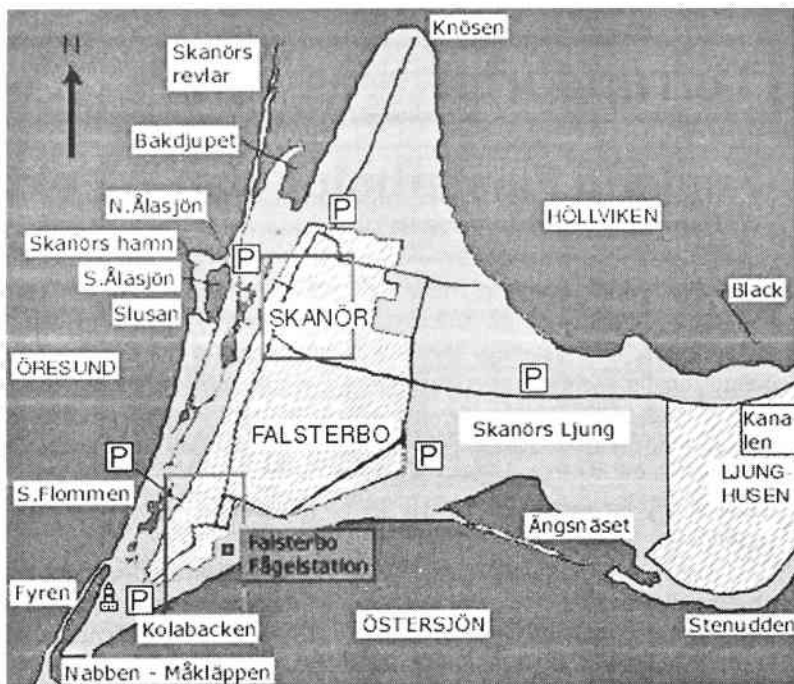 Knösen
N
Skanörs
revlar
Bakdjupet
N.Ålasjön
P
HÖLLVIKEN
Skanörs hamn
P
S.Ålasjön
Black
Slusan
SKANÖR
ÖRESUND
P
Kana-
len
FALSTERBO
Skanörs Ljung
P
P
LJUNG-
HUSEN
S.Flommen
Ängsnäset
Falsterbo
Fågelstation
Fyren
P
Kolabacken
ÖSTERSJÖN
Stenudden
Nabben - Måkläppen